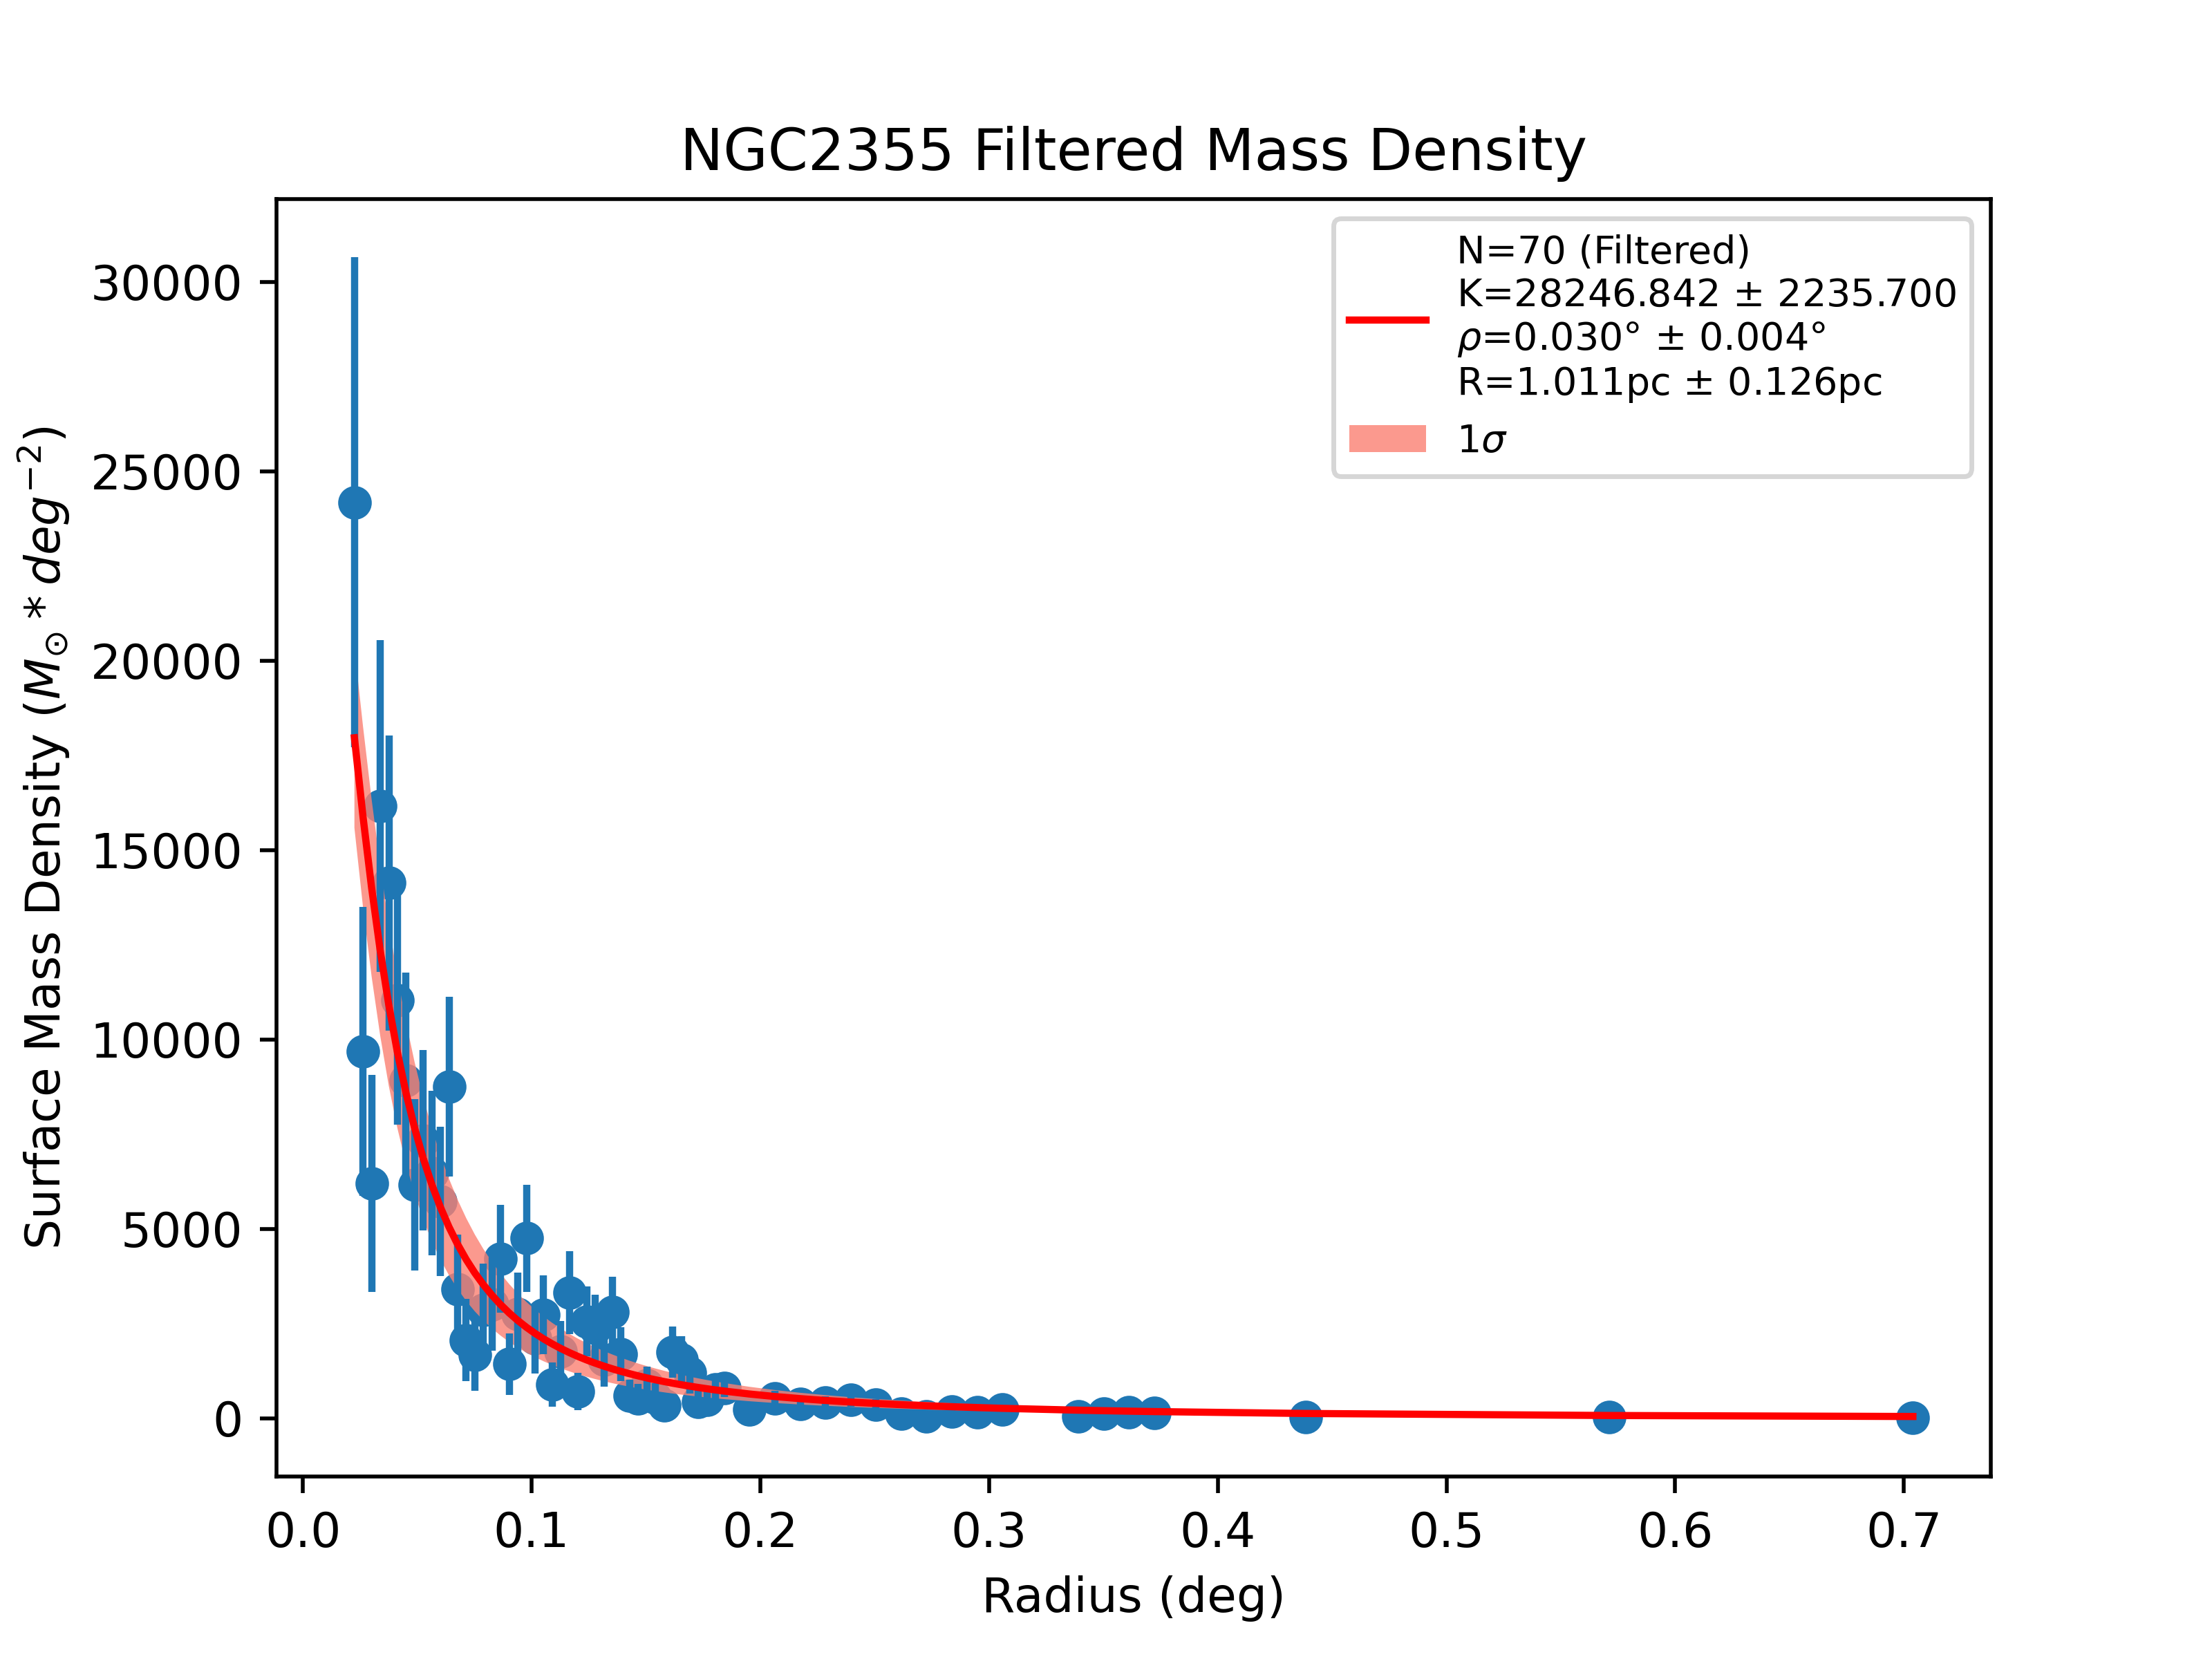 NGC2355 Filtered Mass Density
N=70 (Filtered)
K=28246.842 ± 2235.700
ρ=0.030° ± 0.004°
R=1.011pc ± 0.126pc
1σ
Surface Mass Density (M⊙ * deg⁻²)
30000
25000
20000
15000
10000
5000
0
0.0 0.1 0.2 0.3 0.4 0.5 0.6 0.7
Radius (deg)